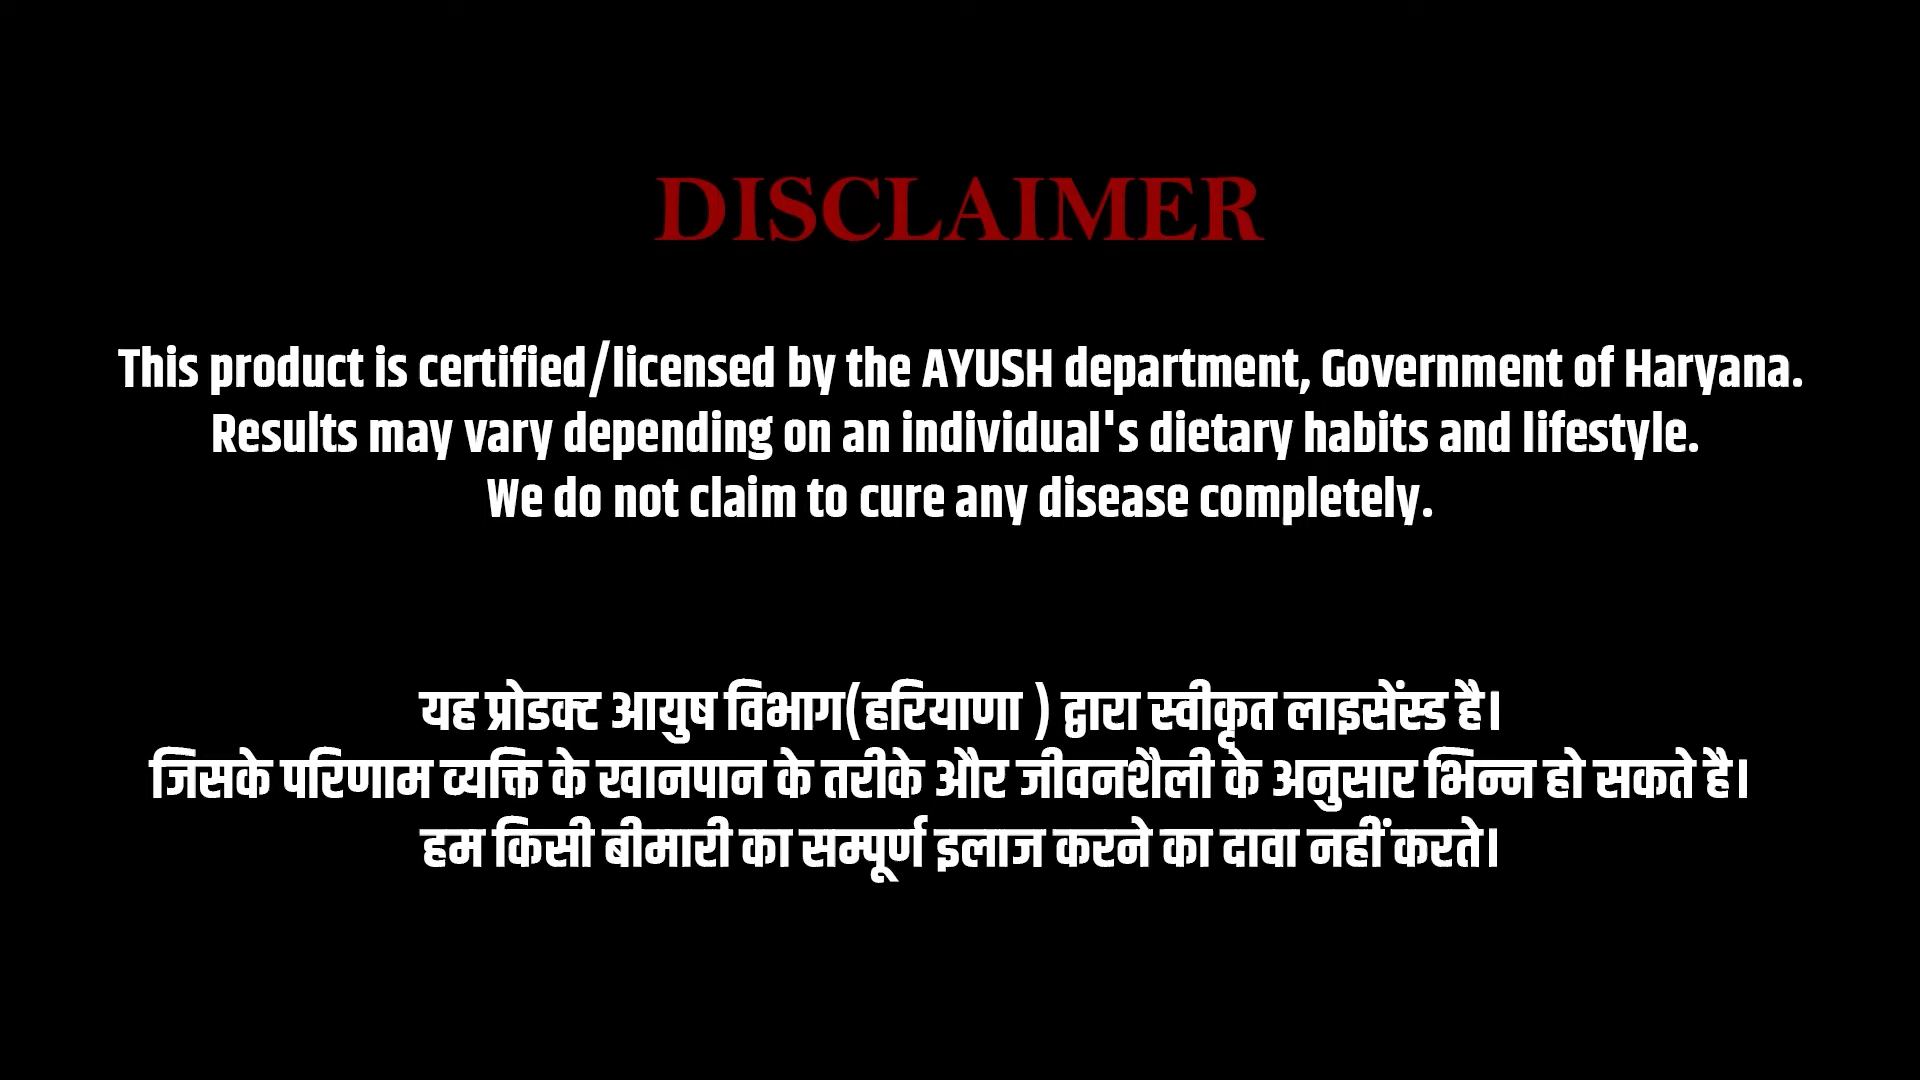 DISCLAIMER
This product is certified/licensed by the AYUSH department, Government of Haryana.
Results may vary depending on an individual's dietary habits and lifestyle.
We do not claim to cure any disease completely.
यह प्रोडक्ट आयुष विभाग(हरियाणा ) द्वारा स्वीकृत लाइसेंस्ड है।
जिसके परिणाम व्यक्ति के खानपान के तरीके और जीवनशैली के अनुसार भिन्न हो सकते है।
हम किसी बीमारी का सम्पूर्ण इलाज करने का दावा नहीं करते।